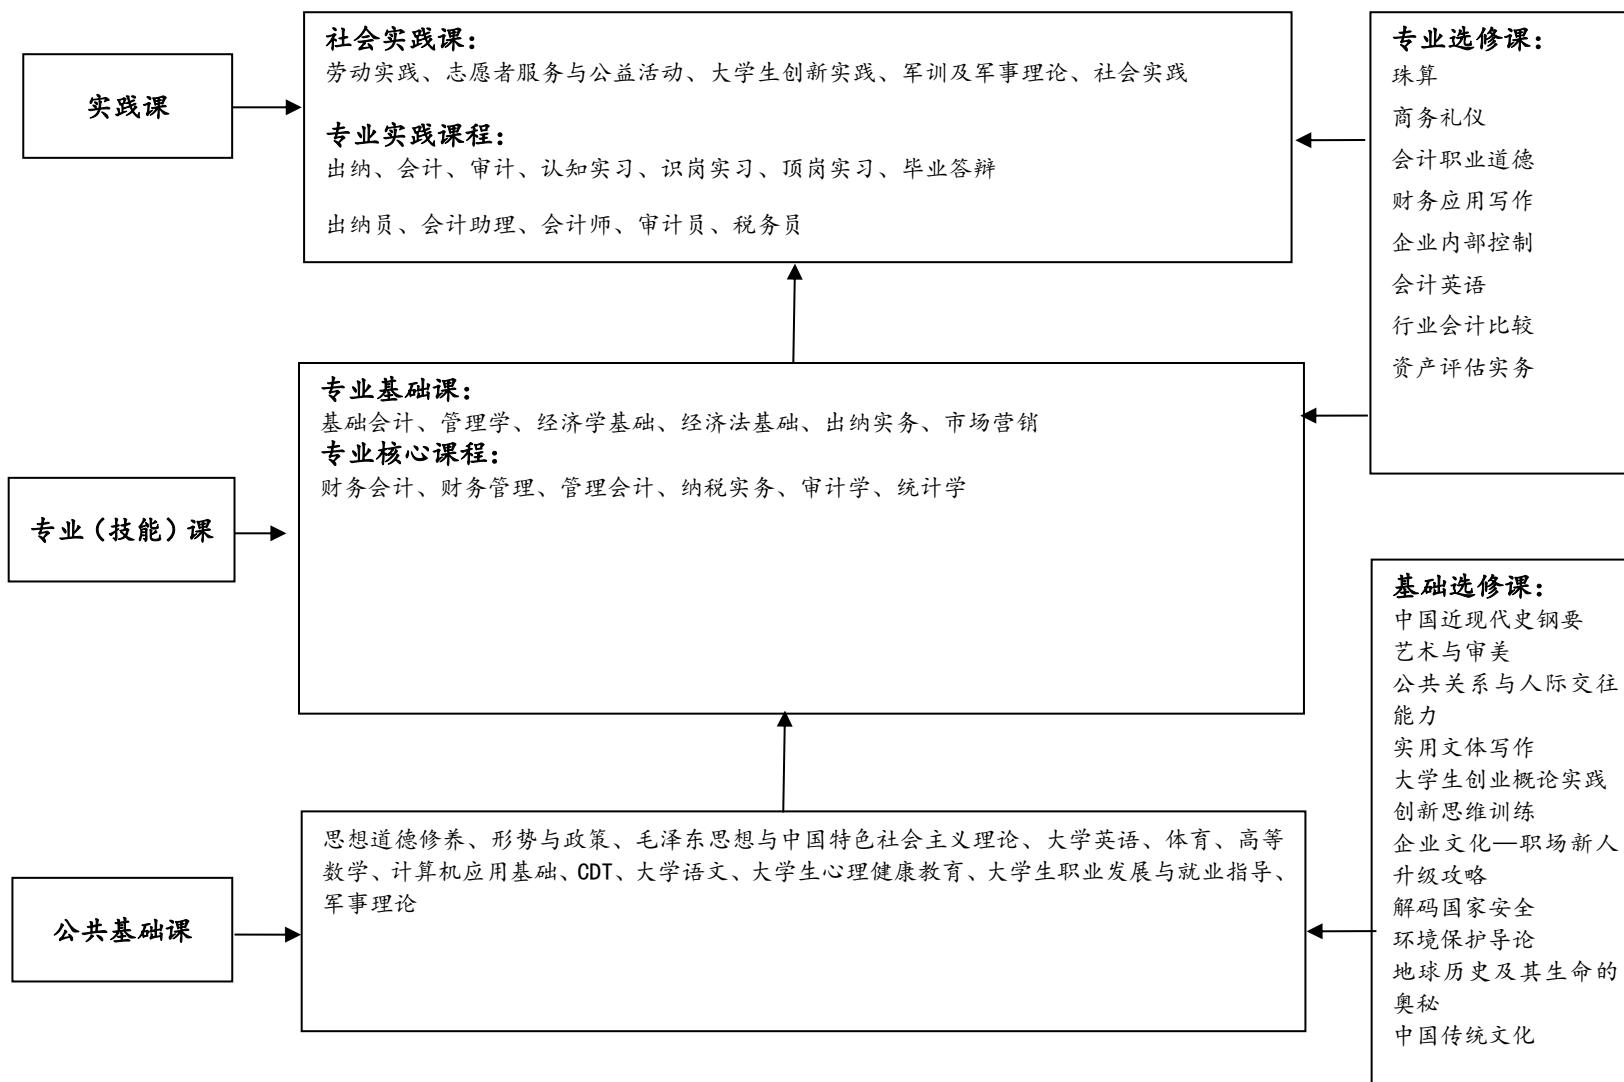 实践课
社会实践课：
劳动实践、志愿者服务与公益活动、大学生创新实践、军训及军事理论、社会实践
专业实践课程：
出纳、会计、审计、认知实习、识岗实习、顶岗实习、毕业答辩
出纳员、会计助理、会计师、审计员、税务员
专业选修课：
珠算
商务礼仪
会计职业道德
财务应用写作
企业内部控制
会计英语
行业会计比较
资产评估实务
专业（技能）课
专业基础课：
基础会计、管理学、经济学基础、经济法基础、出纳实务、市场营销
专业核心课程：
财务会计、财务管理、管理会计、纳税实务、审计学、统计学
公共基础课
思想道德修养、形势与政策、毛泽东思想与中国特色社会主义理论、大学英语、体育、高等
数学、计算机应用基础、CDT、大学语文、大学生心理健康教育、大学生职业发展与就业指导、
军事理论
基础选修课：
中国近现代史钢要
艺术与审美
公共关系与人际交往
能力
实用文体写作
大学生创业概论实践
创新思维训练
企业文化—职场新人
升级攻略
解码国家安全
环境保护导论
地球历史及其生命的
奥秘
中国传统文化